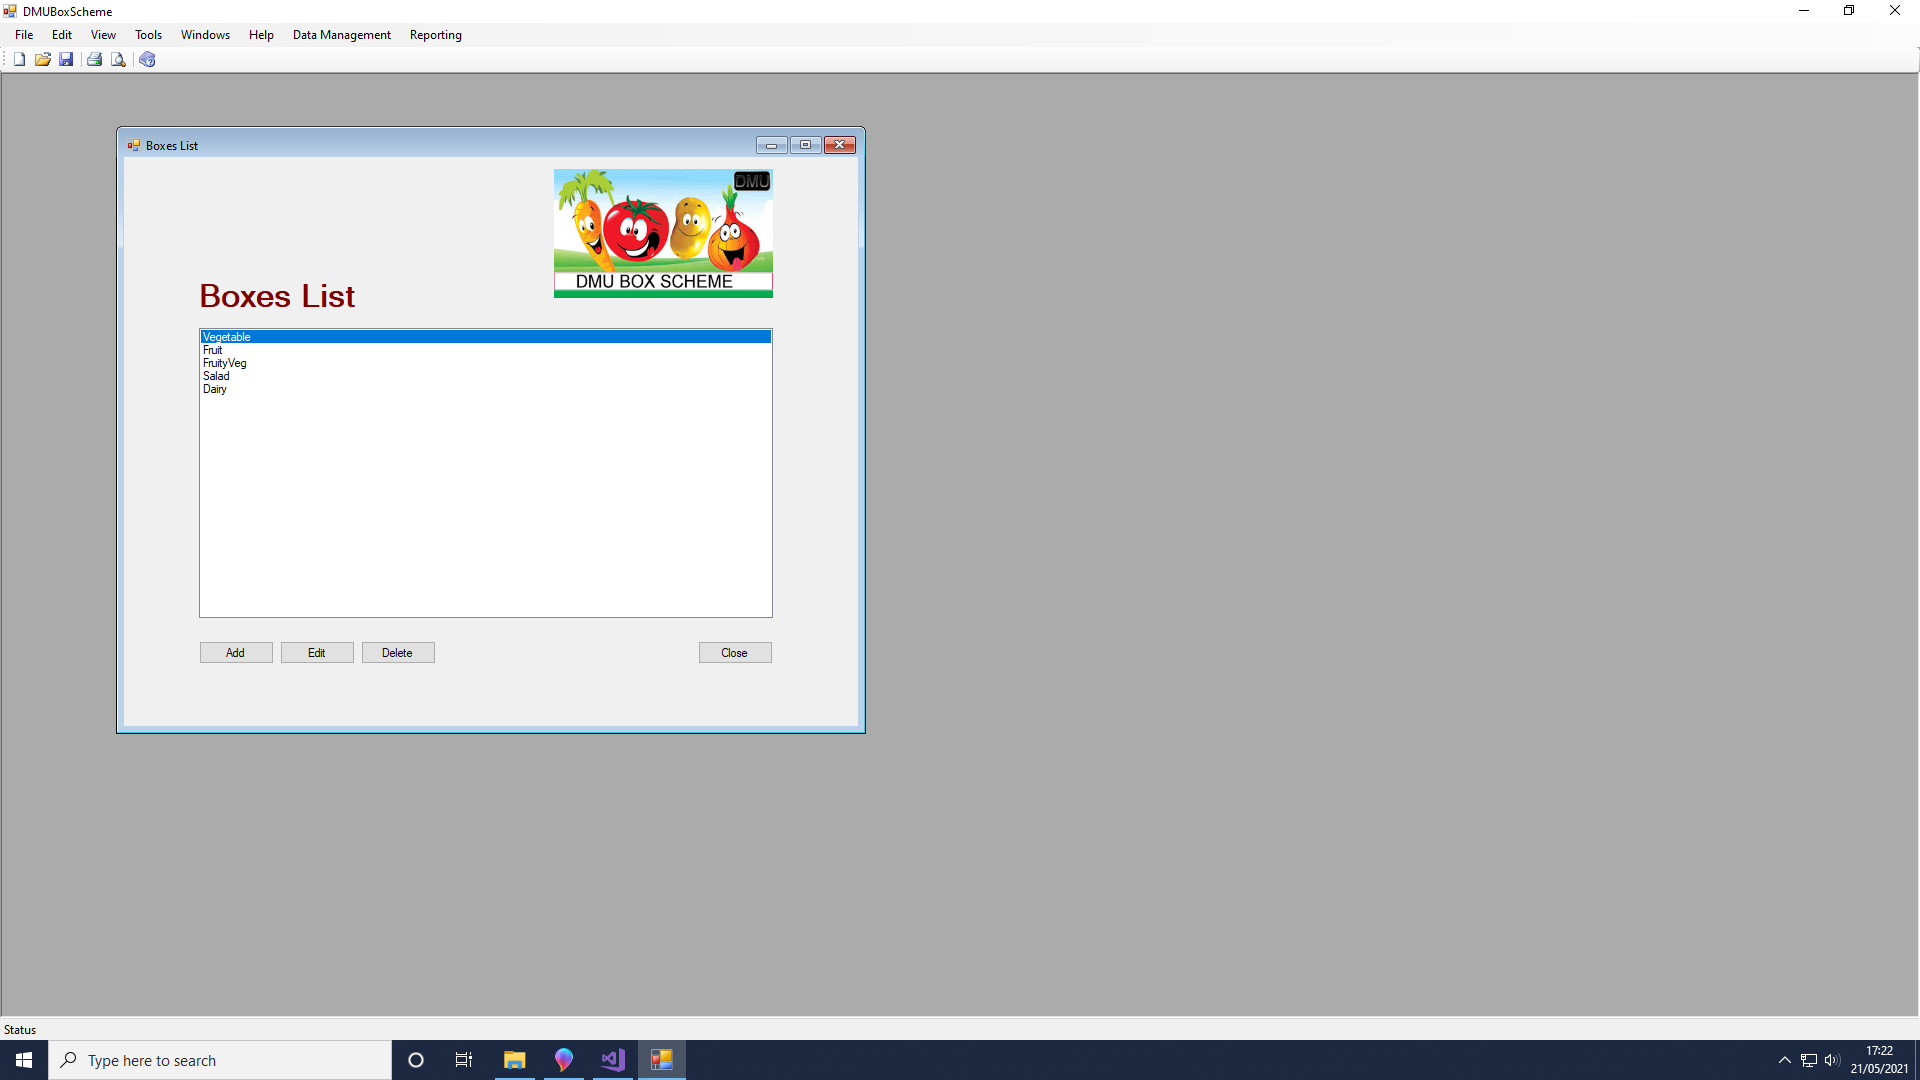 DMUBoxScheme
File Edit View Tools Windows Help Data Management Reporting
Boxes List
DMU
DMU BOX SCHEME
Boxes List
Vegetable
Fruit
FruityVeg
Salad
Dairy
Add Edit Delete Close
Status
Type here to search
17:22
21/05/2021